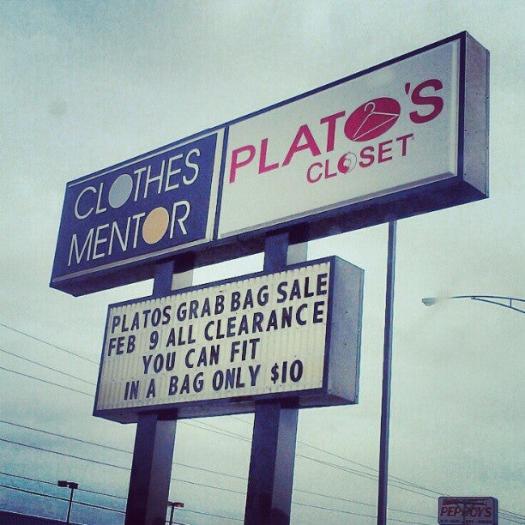 CLOTHES
MENTOR
PLATO'S
CLOSET
PLATOS GRAB BAG SALE
FEB 9 ALL CLEARANCE
YOU CAN FIT
IN A BAG ONLY $10
PEP BOYS